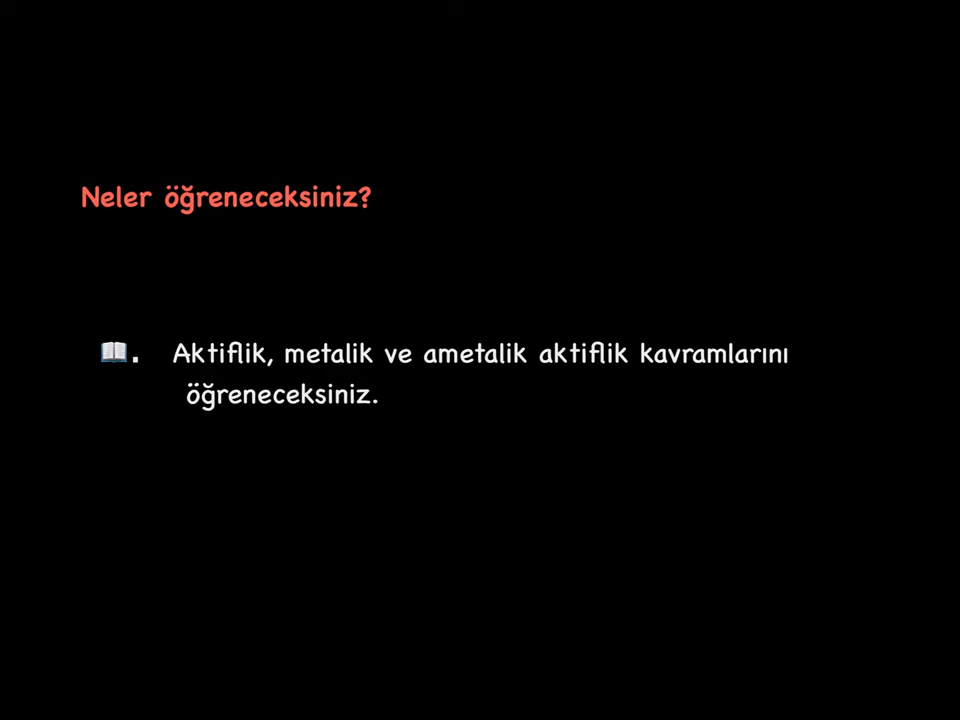 Neler öğreneceksiniz?
📖. Aktiflik, metalik ve ametalik aktiflik kavramlarını
öğreneceksiniz.